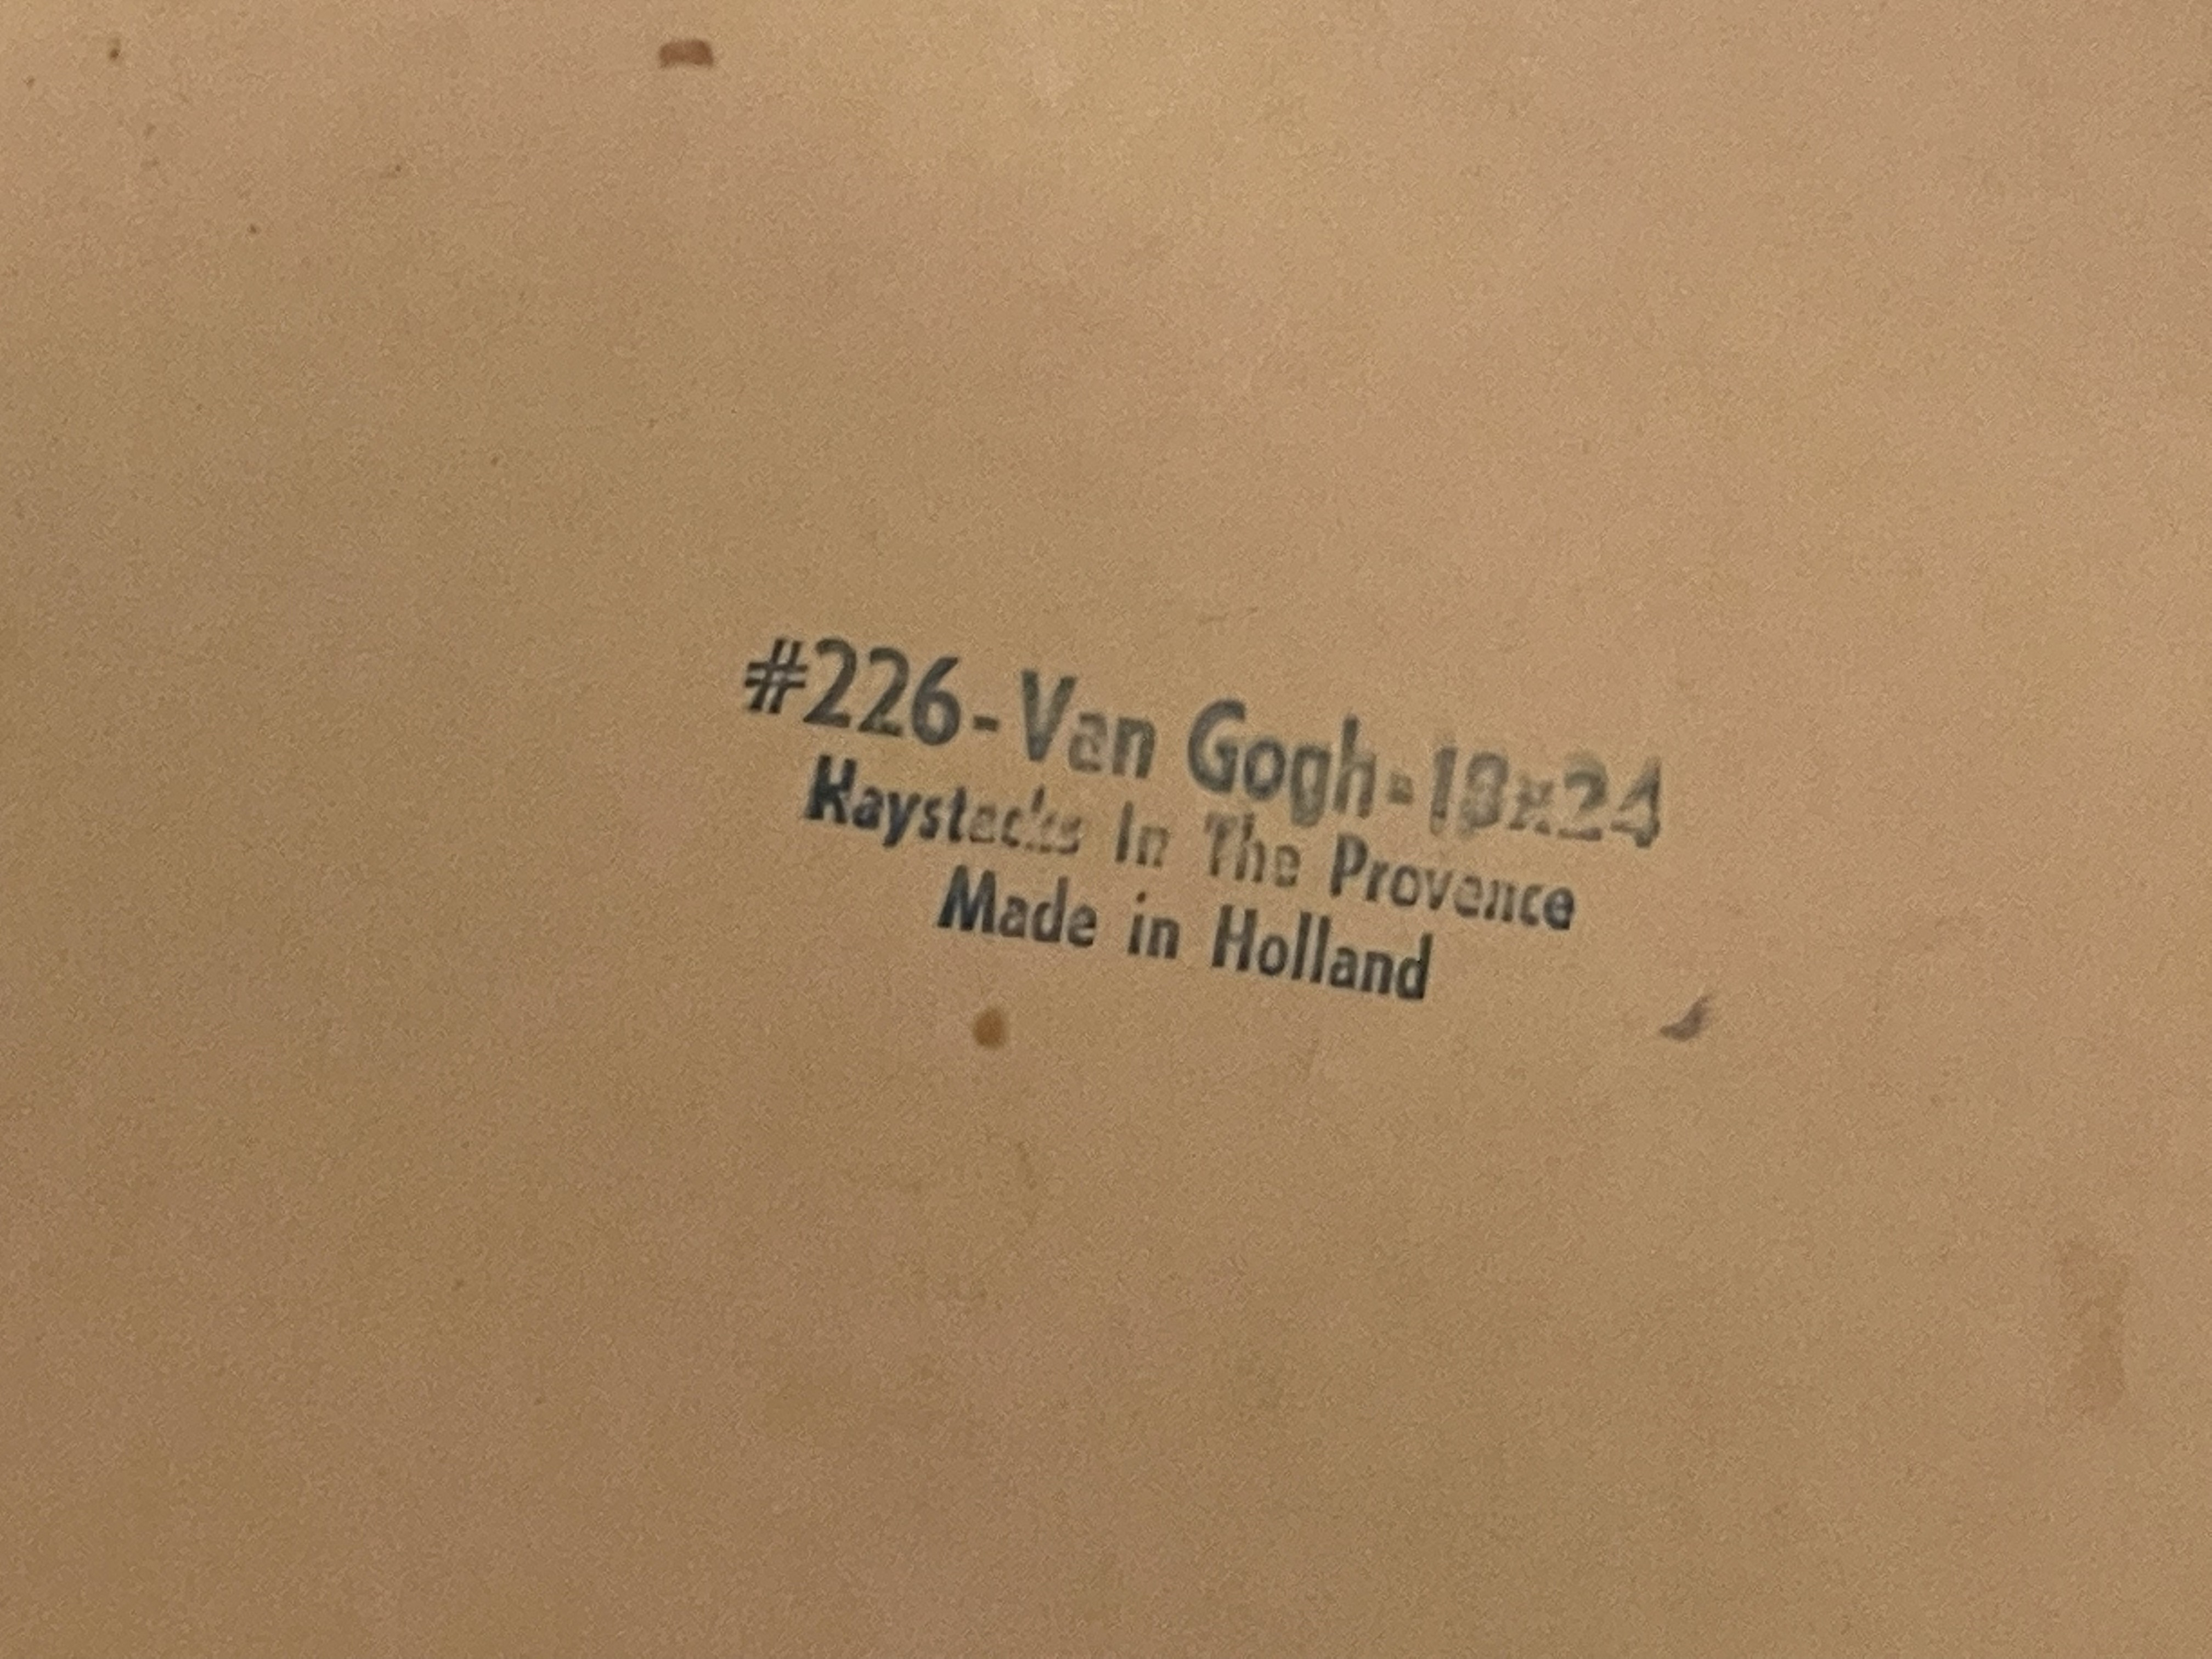 #226-Van Gogh-18x24
Haystacks In The Provence
Made in Holland